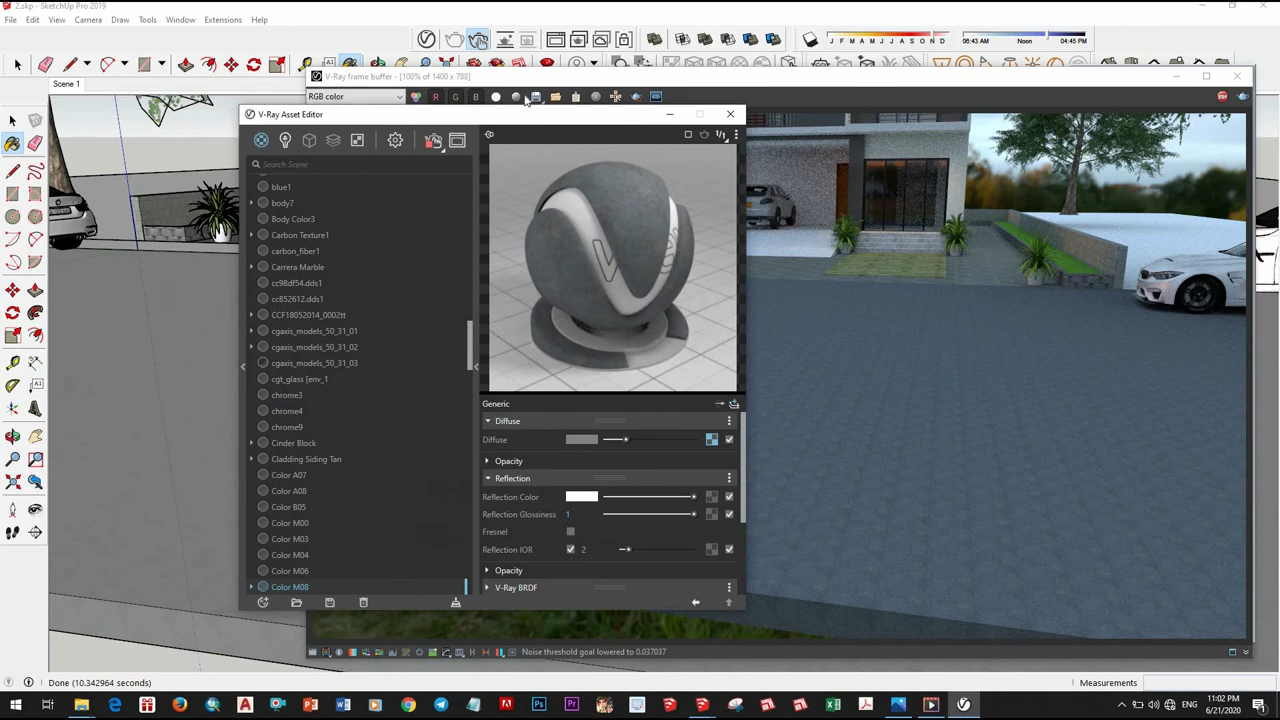 2.skp - SketchUp Pro 2019
File Edit View Camera Draw Tools Window Extensions Help
J F M A M J J A S O N D
06:43 AM Noon 04:45 PM
Scene 1
V-Ray frame buffer - [100% of 1400 x 788]
RGB color
R G B
V-Ray Asset Editor
Search Scene
1/1
blue1
body7
Body Color3
Carbon Texture1
carbon_fiber1
Carrera Marble
cc98df54.dds1
cc852612.dds1
CCF18052014_0002tt
cgaxis_models_50_31_01
cgaxis_models_50_31_02
cgaxis_models_50_31_03
cgt_glass [env_1
chrome3
chrome4
chrome9
Cinder Block
Cladding Siding Tan
Color A07
Color A08
Color B05
Color M00
Color M03
Color M04
Color M06
Color M08
Generic
Diffuse
Diffuse
Opacity
Reflection
Reflection Color
Reflection Glossiness 1
Fresnel
Reflection IOR 2
Opacity
V-Ray BRDF
Noise threshold goal lowered to 0.037037
Done (10.342964 seconds)
Measurements
ENG
11:02 PM
6/21/2020